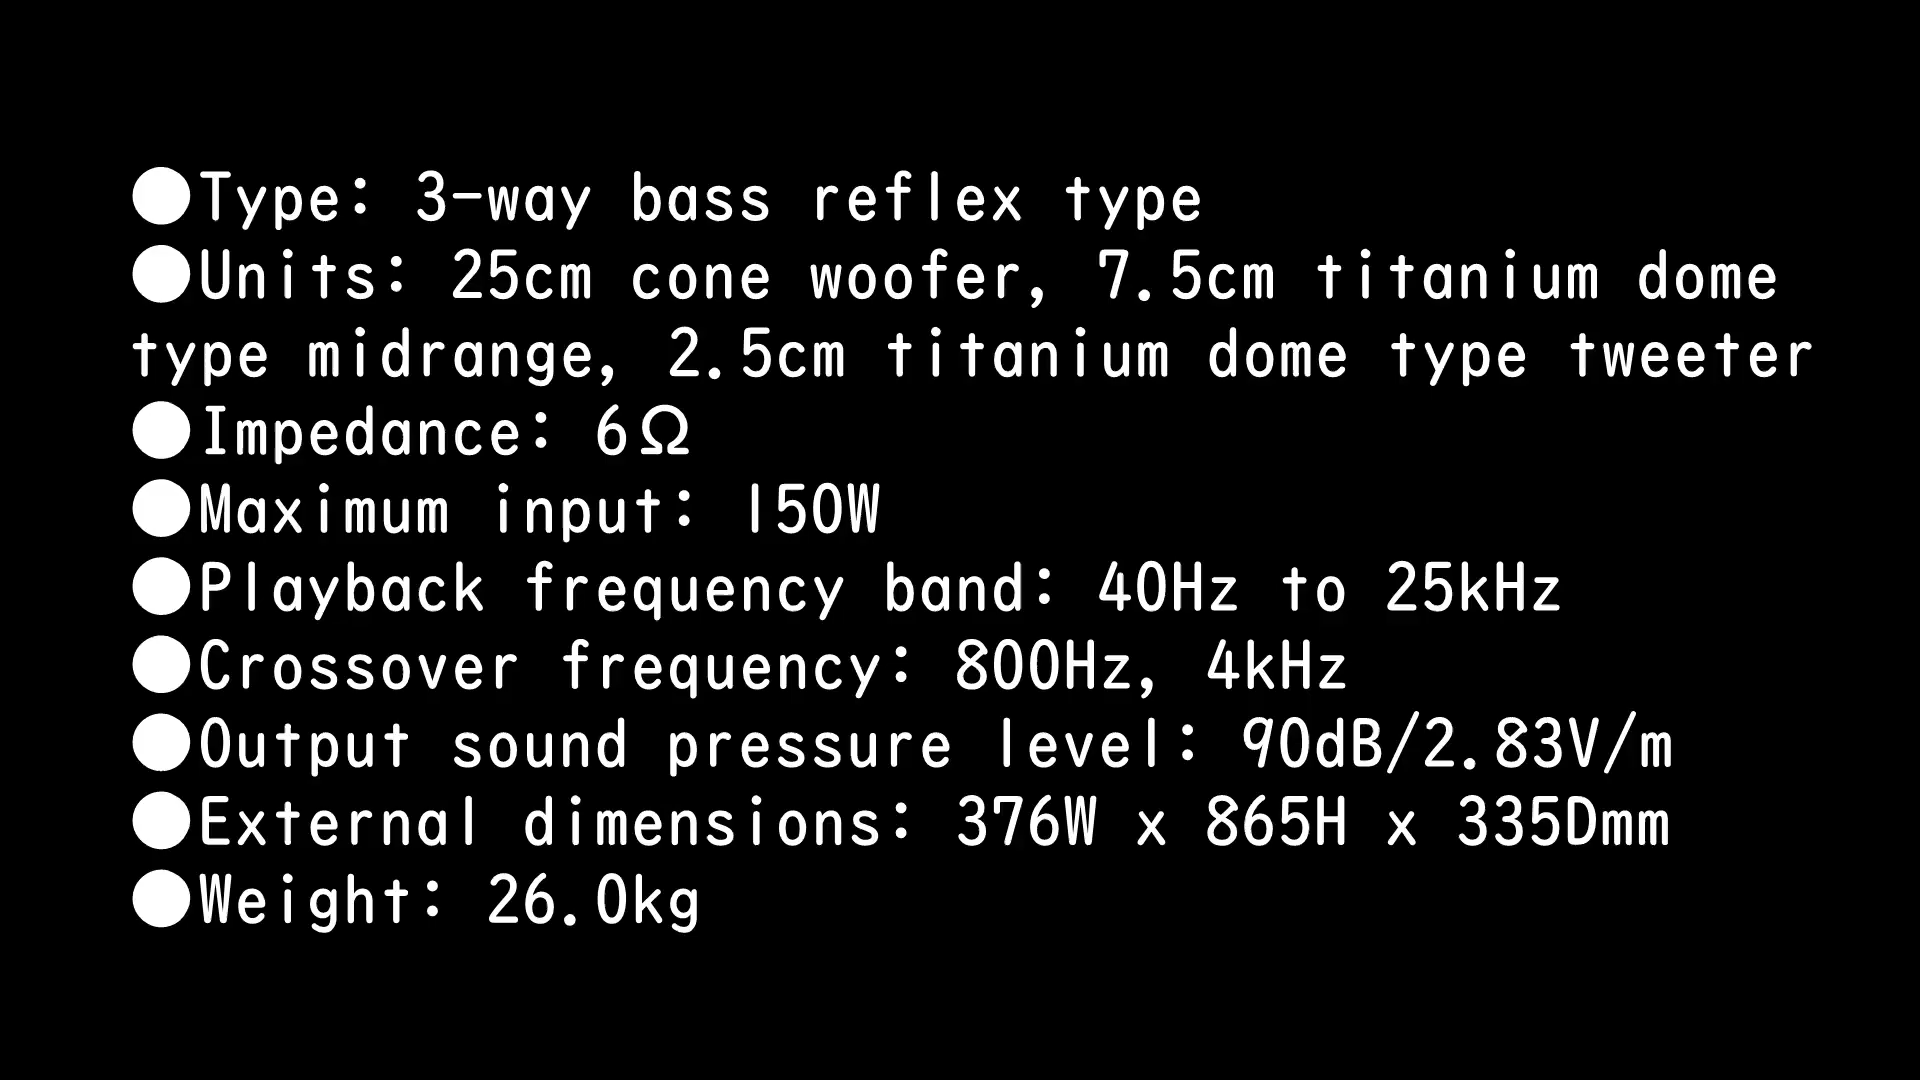 ●Type: 3-way bass reflex type
●Units: 25cm cone woofer, 7.5cm titanium dome
type midrange, 2.5cm titanium dome type tweeter
●Impedance: 6Ω
●Maximum input: 150W
●Playback frequency band: 40Hz to 25kHz
●Crossover frequency: 800Hz, 4kHz
●Output sound pressure level: 90dB/2.83V/m
●External dimensions: 376W x 865H x 335Dmm
●Weight: 26.0kg